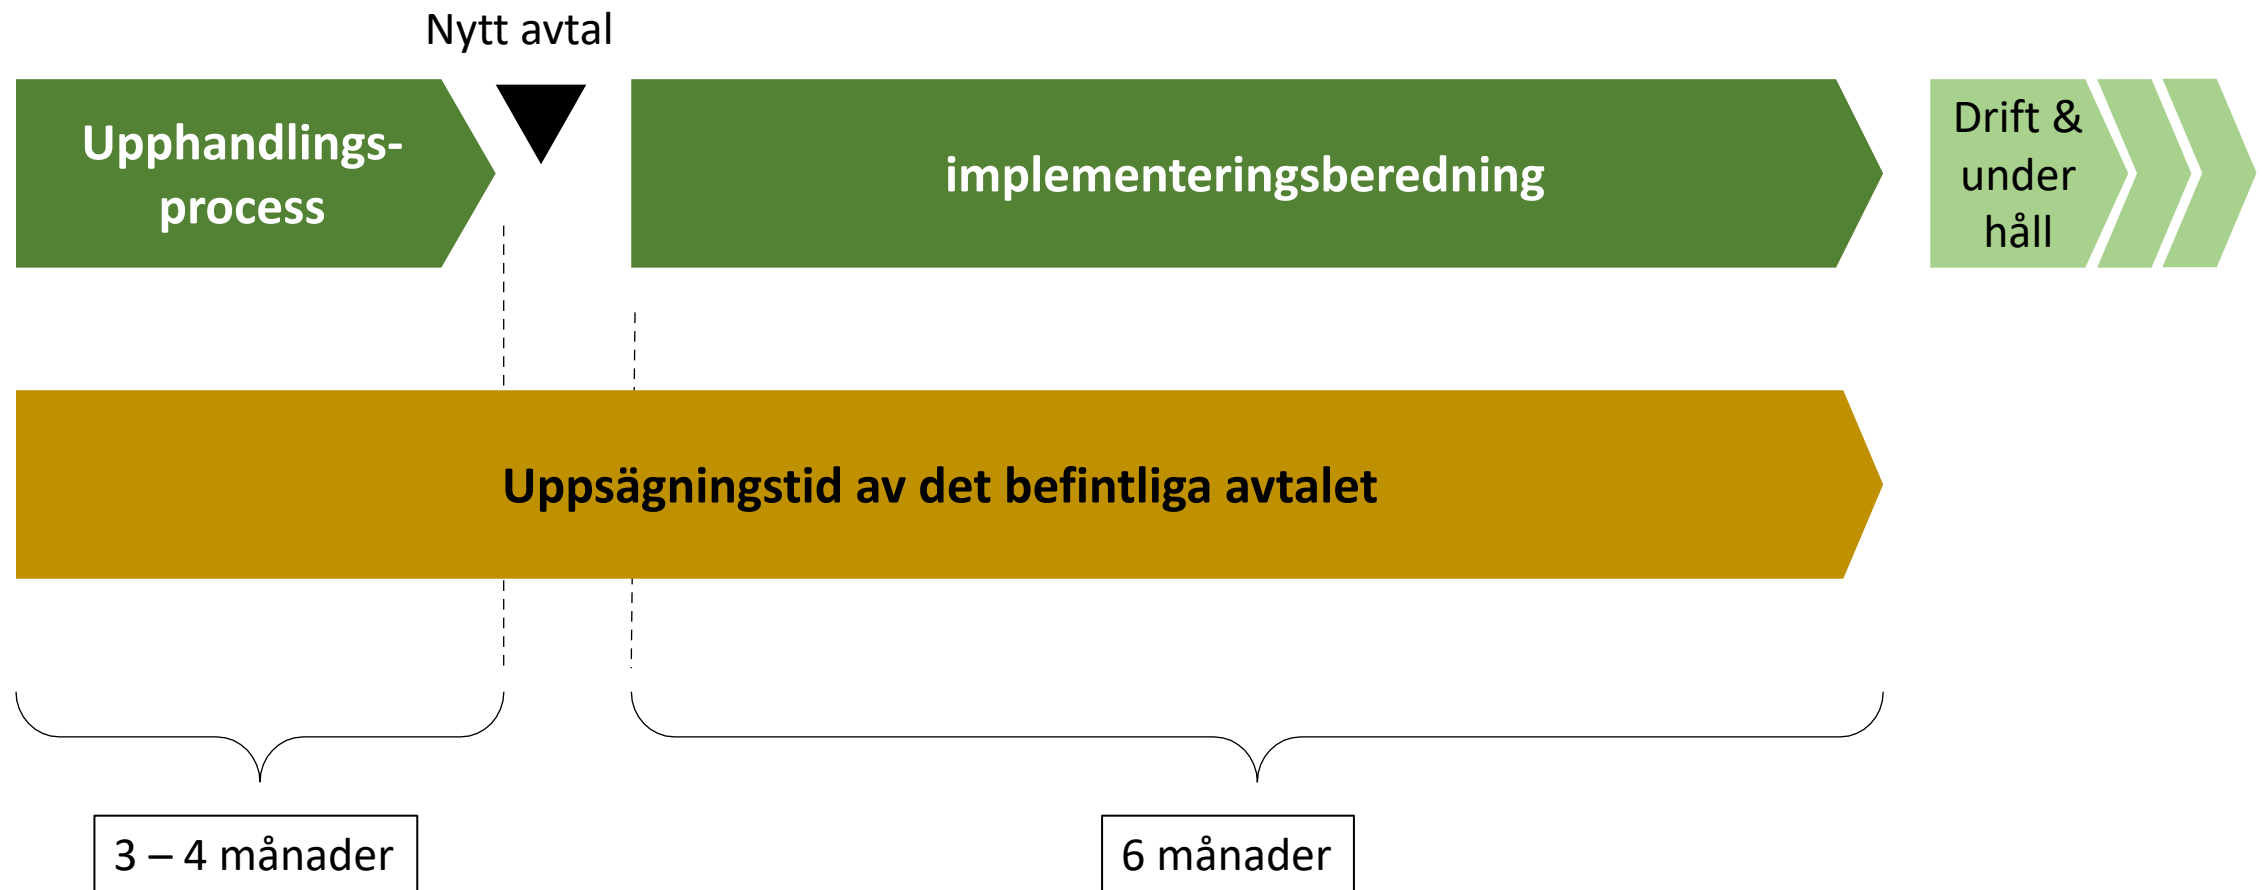 Nytt avtal
Upphandlings-
process
implementeringsberedning
Drift &
under
håll
Uppsägningstid av det befintliga avtalet
3 – 4 månader
6 månader